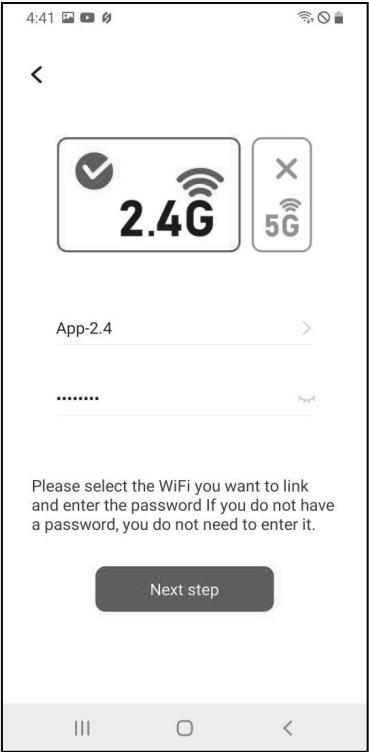 4:41
2.4G
5G
App-2.4
••••••••
Please select the WiFi you want to link
and enter the password If you do not have
a password, you do not need to enter it.
Next step